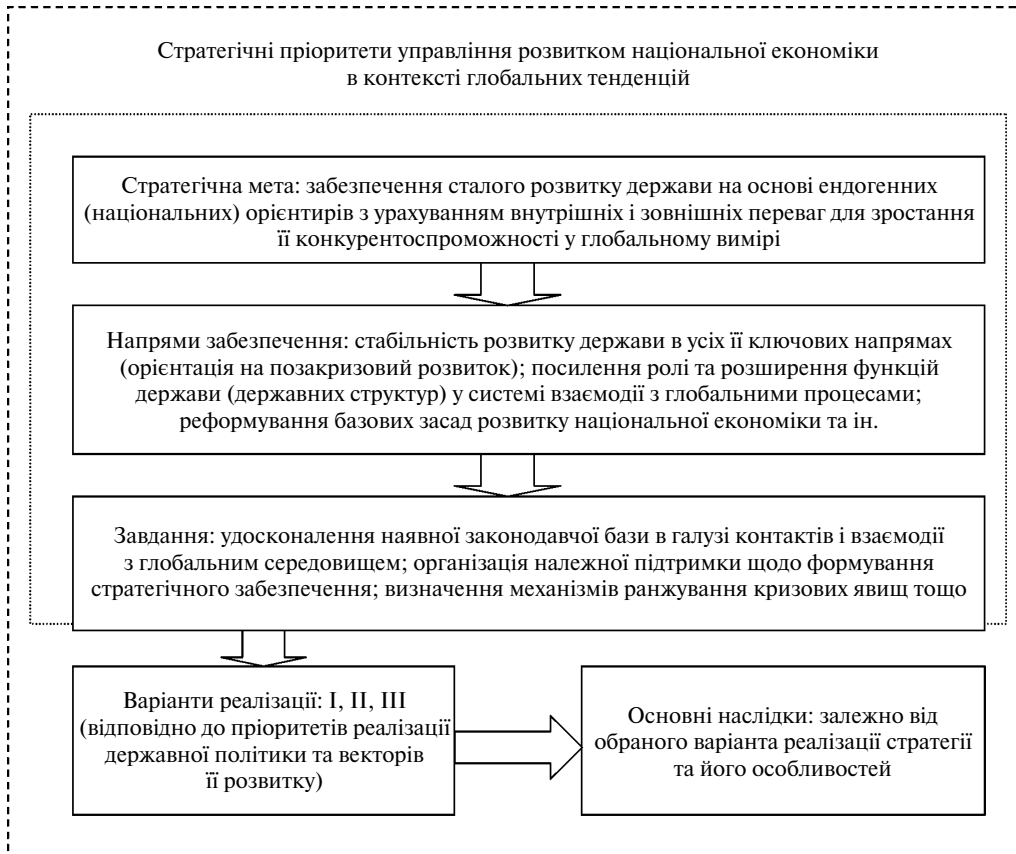 Стратегічні пріоритети управління розвитком національної економіки
в контексті глобальних тенденцій
Стратегічна мета: забезпечення сталого розвитку держави на основі ендогенних
(національних) орієнтирів з урахуванням внутрішніх і зовнішніх переваг для зростання
її конкурентоспроможності у глобальному вимірі
Напрями забезпечення: стабільність розвитку держави в усіх її ключових напрямах
(орієнтація на позакризовий розвиток); посилення ролі та розширення функцій
держави (державних структур) у системі взаємодії з глобальними процесами;
реформування базових засад розвитку національної економіки та ін.
Завдання: удосконалення наявної законодавчої бази в галузі контактів і взаємодії
з глобальним середовищем; організація належної підтримки щодо формування
стратегічного забезпечення; визначення механізмів ранжування кризових явищ тощо
Варіанти реалізації: I, II, III
(відповідно до пріоритетів реалізації
державної політики та векторів
її розвитку)
Основні наслідки: залежно від
обраного варіанта реалізації стратегії
та його особливостей